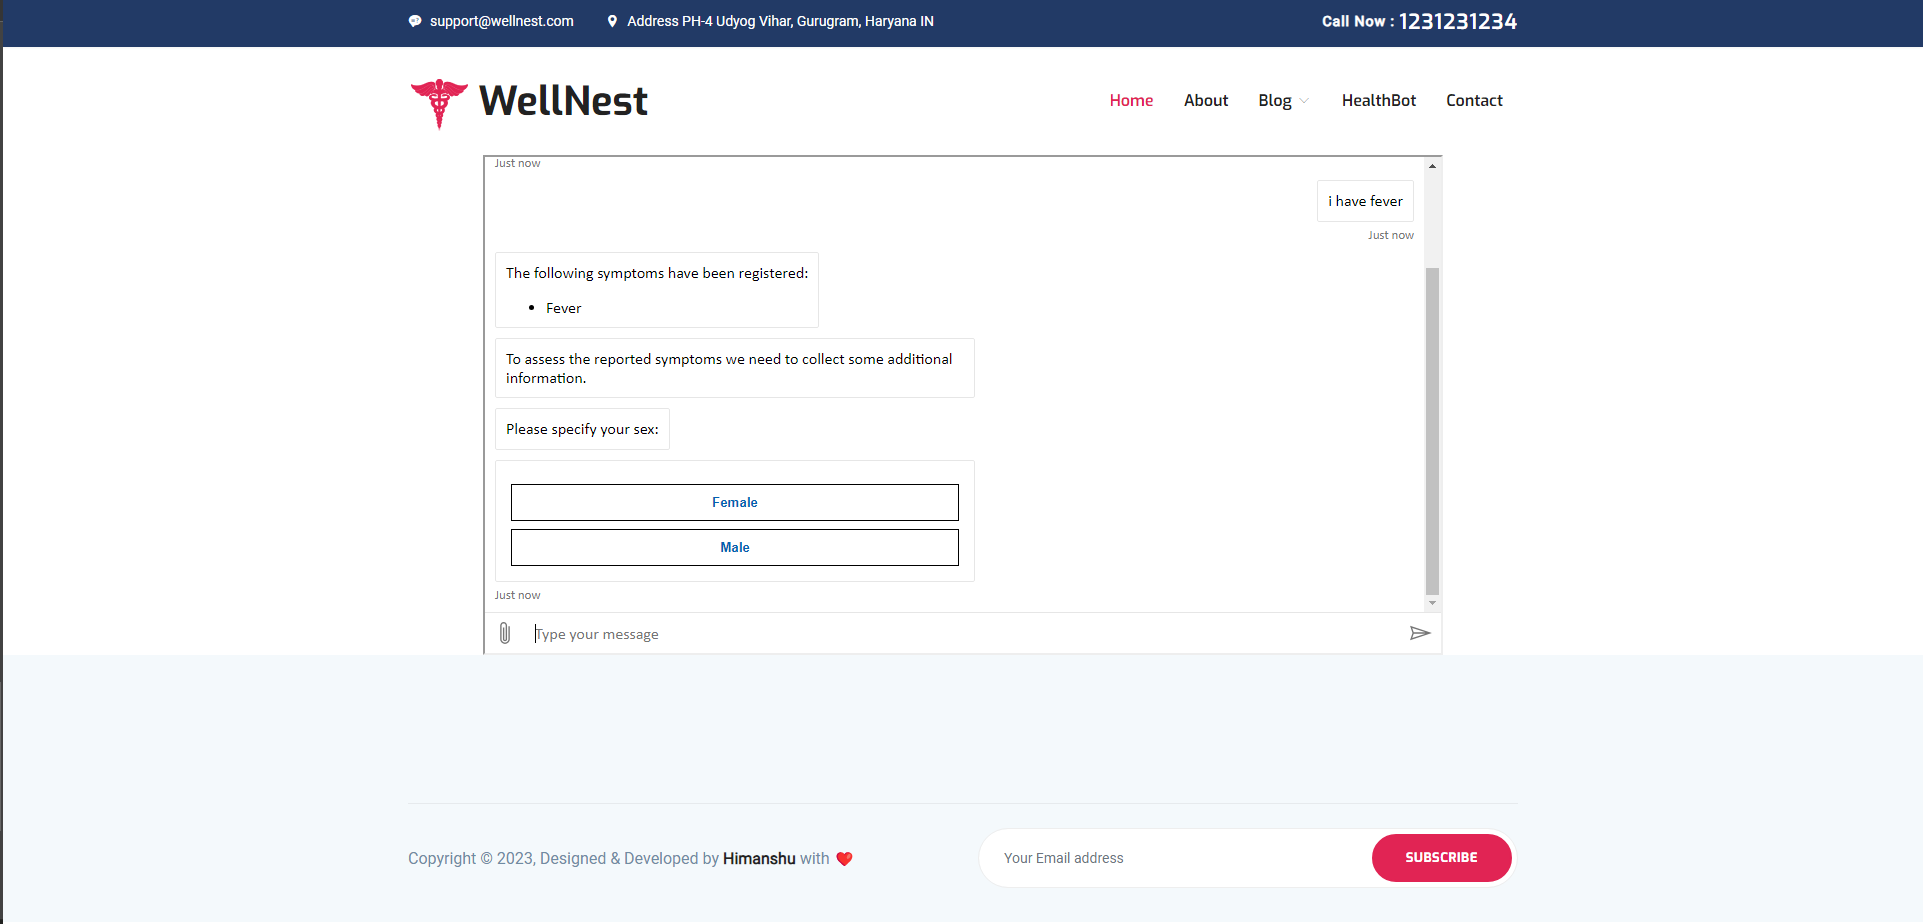 support@wellnest.com
Address PH-4 Udyog Vihar, Gurugram, Haryana IN
Call Now : 1231231234
WellNest
Home
About
Blog
HealthBot
Contact
Just now
i have fever
Just now
The following symptoms have been registered:
• Fever
To assess the reported symptoms we need to collect some additional
information.
Please specify your sex:
Female
Male
Just now
Type your message
Copyright © 2023, Designed & Developed by Himanshu with ❤️
Your Email address
SUBSCRIBE